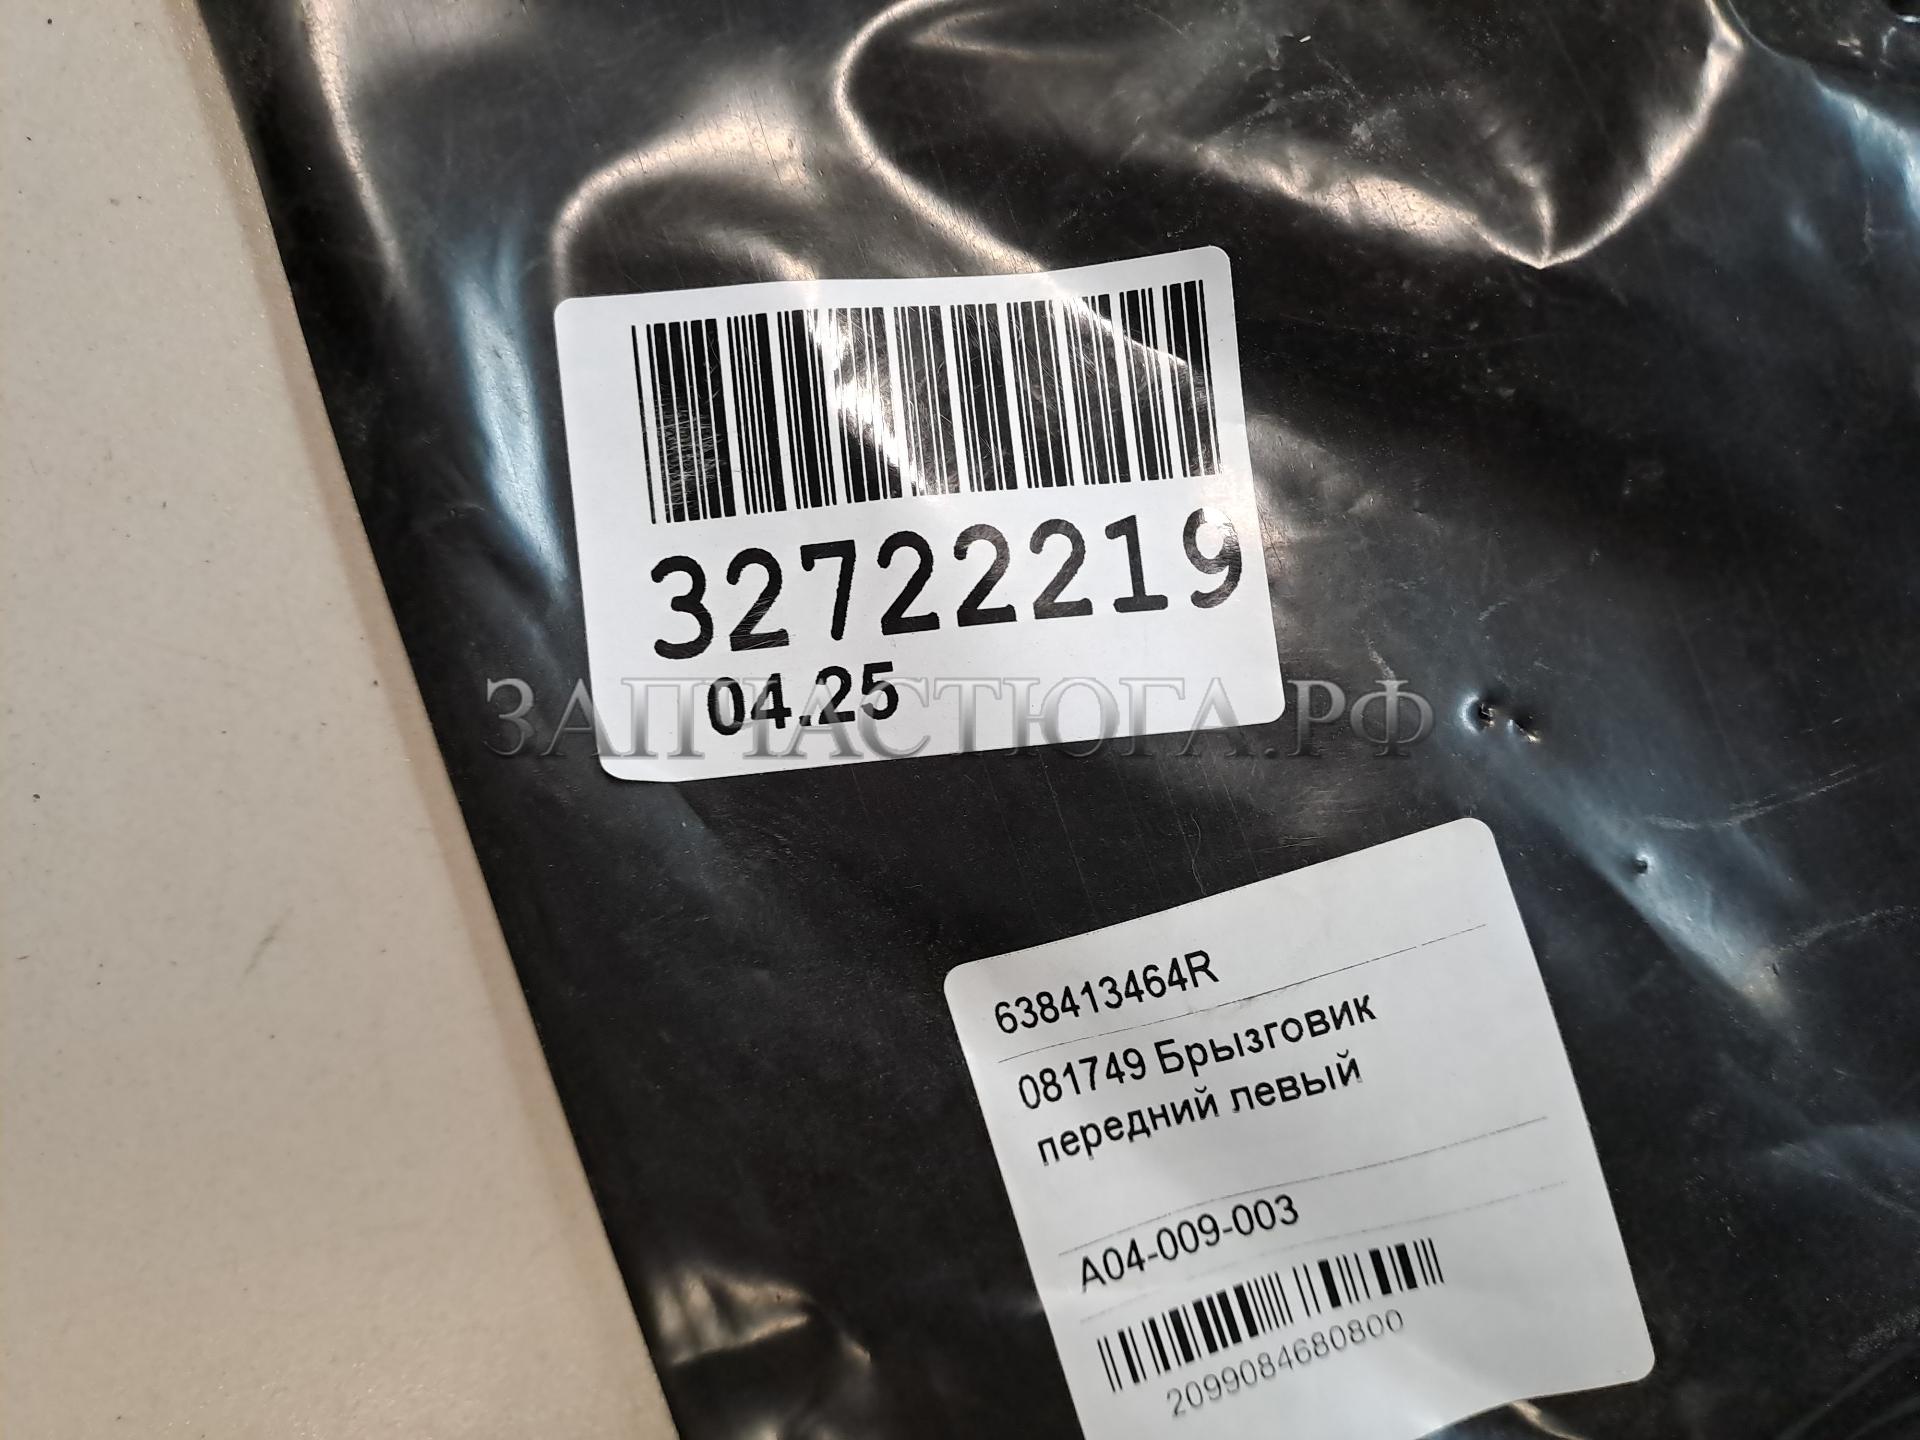 32722219
04.25
ЗАПЧАСТЮГА.РФ
638413464R
081749 Брызговик
передний левый
A04-009-003
2099084680800